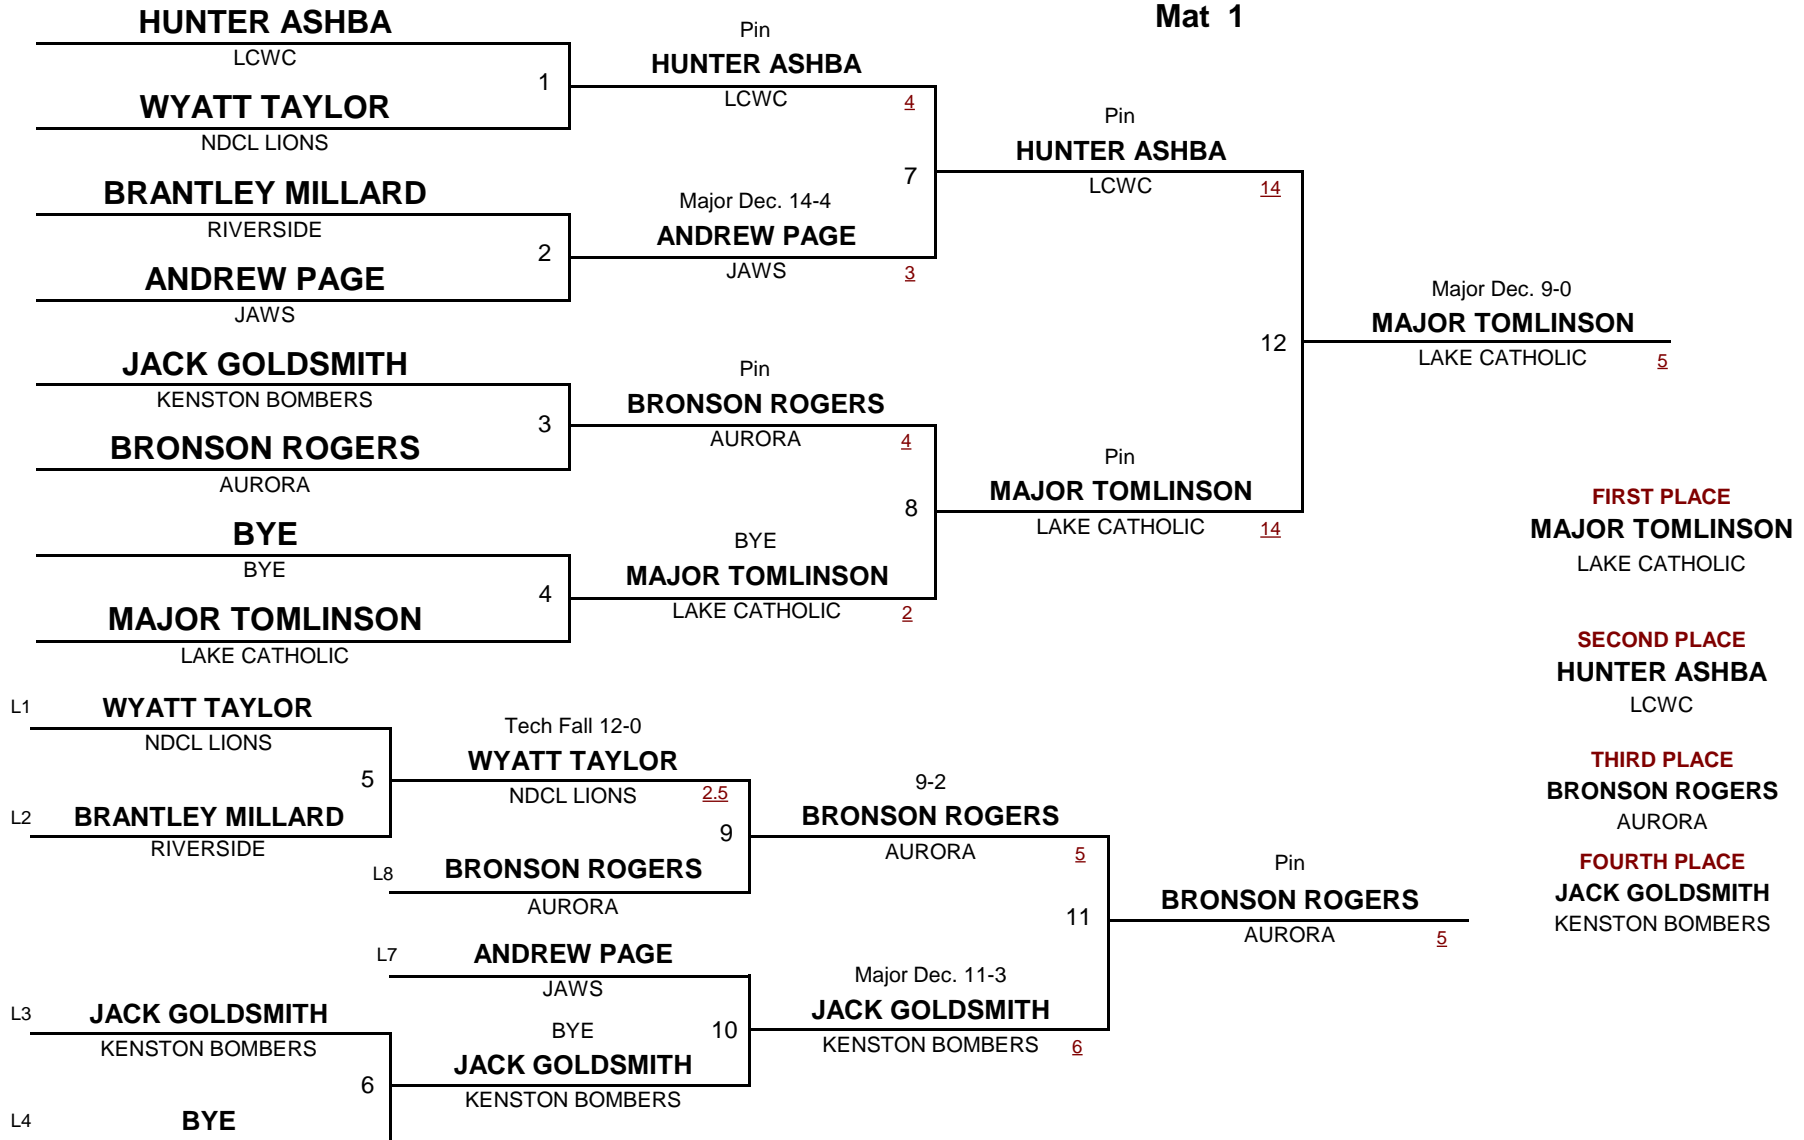 Mat 1
HUNTER ASHBA
LCWC
1
WYATT TAYLOR
NDCL LIONS
BRANTLEY MILLARD
RIVERSIDE
2
ANDREW PAGE
JAWS
JACK GOLDSMITH
KENSTON BOMBERS
3
BRONSON ROGERS
AURORA
BYE
BYE
4
MAJOR TOMLINSON
LAKE CATHOLIC
Pin
HUNTER ASHBA
LCWC 4
7
Major Dec. 14-4
ANDREW PAGE
JAWS 3
Pin
BRONSON ROGERS
AURORA 4
8
BYE
MAJOR TOMLINSON
LAKE CATHOLIC 2
Pin
HUNTER ASHBA
LCWC 14
12
Pin
MAJOR TOMLINSON
LAKE CATHOLIC 14
Major Dec. 9-0
MAJOR TOMLINSON
LAKE CATHOLIC 5
FIRST PLACE
MAJOR TOMLINSON
LAKE CATHOLIC
SECOND PLACE
HUNTER ASHBA
LCWC
THIRD PLACE
BRONSON ROGERS
AURORA
FOURTH PLACE
JACK GOLDSMITH
KENSTON BOMBERS
L1 WYATT TAYLOR
NDCL LIONS
5
L2 BRANTLEY MILLARD
RIVERSIDE
Tech Fall 12-0
WYATT TAYLOR
NDCL LIONS 2.5
9
L8 BRONSON ROGERS
AURORA
L7 ANDREW PAGE
JAWS
10
BYE
JACK GOLDSMITH
KENSTON BOMBERS
L3 JACK GOLDSMITH
KENSTON BOMBERS
6
L4 BYE
9-2
BRONSON ROGERS
AURORA 5
11
Major Dec. 11-3
JACK GOLDSMITH
KENSTON BOMBERS 6
Pin
BRONSON ROGERS
AURORA 5